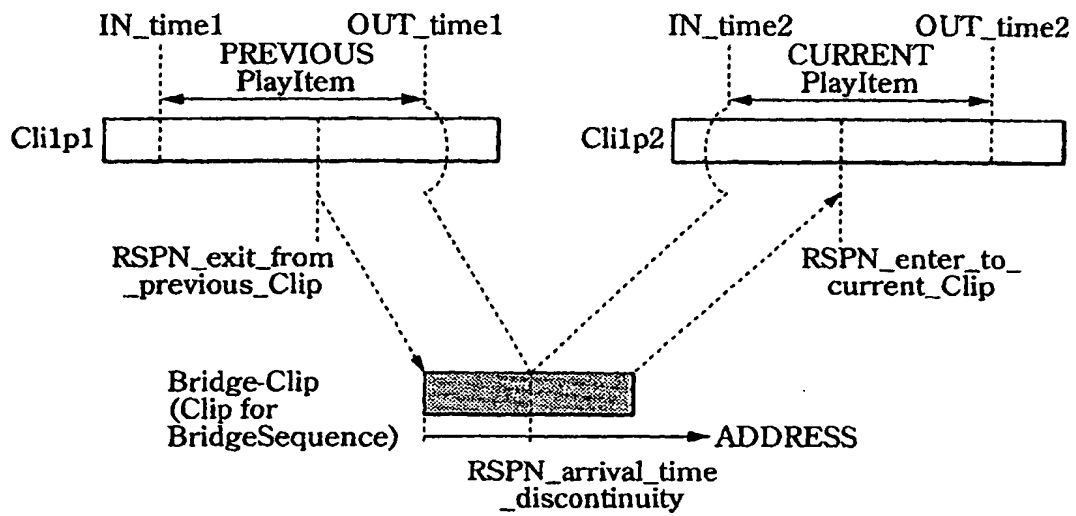 IN_time1
OUT_time1
IN_time2
OUT_time2
PREVIOUS
PlayItem
CURRENT
PlayItem
Cli1p1
Cli1p2
RSPN_exit_from
_previous_Clip
RSPN_enter_to_
current_Clip
Bridge-Clip
(Clip for
BridgeSequence)
ADDRESS
RSPN_arrival_time
_discontinuity